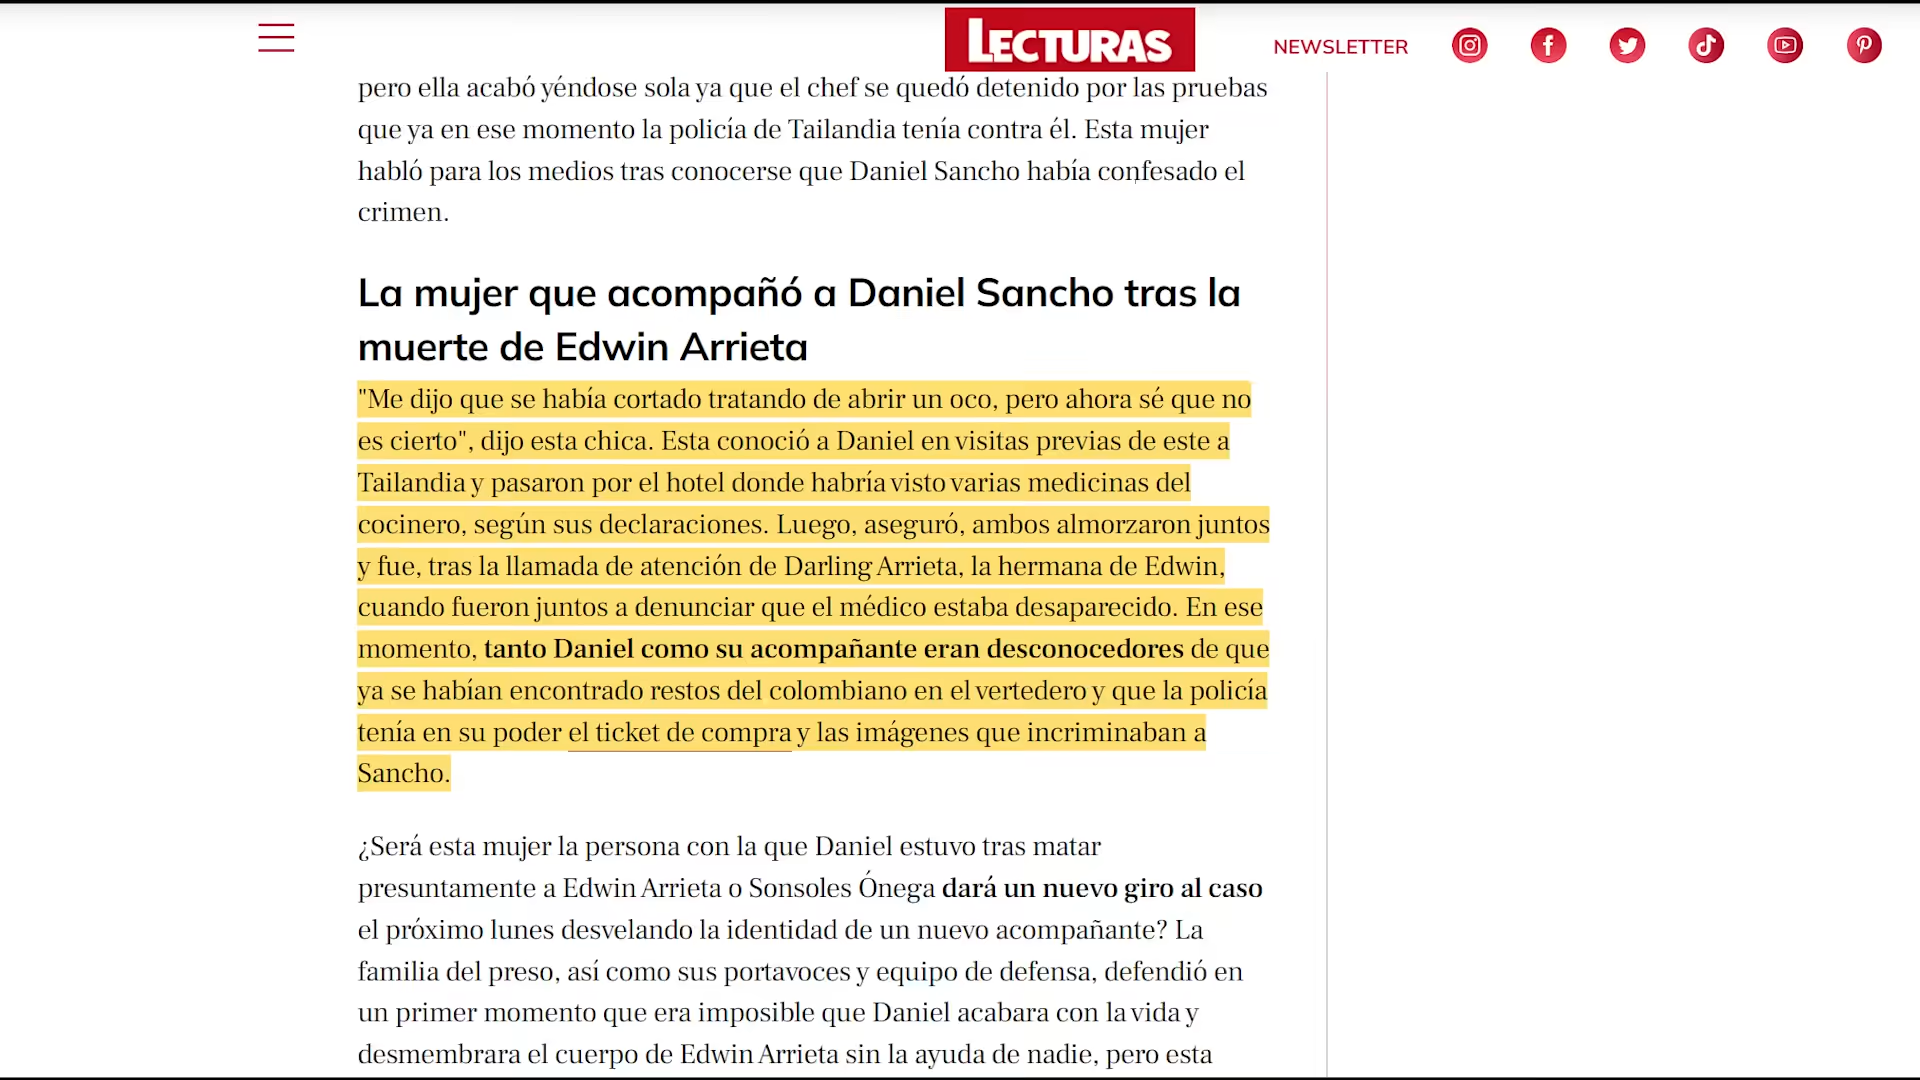 LECTURAS
NEWSLETTER
pero ella acabó yéndose sola ya que el chef se quedó detenido por las pruebas
que ya en ese momento la policía de Tailandia tenía contra él. Esta mujer
habló para los medios tras conocerse que Daniel Sancho había confesado el
crimen.
La mujer que acompañó a Daniel Sancho tras la
muerte de Edwin Arrieta
"Me dijo que se había cortado tratando de abrir un oco, pero ahora sé que no
es cierto", dijo esta chica. Esta conoció a Daniel en visitas previas de este a
Tailandia y pasaron por el hotel donde habría visto varias medicinas del
cocinero, según sus declaraciones. Luego, aseguró, ambos almorzaron juntos
y fue, tras la llamada de atención de Darling Arrieta, la hermana de Edwin,
cuando fueron juntos a denunciar que el médico estaba desaparecido. En ese
momento, tanto Daniel como su acompañante eran desconocedores de que
ya se habían encontrado restos del colombiano en el vertedero y que la policía
tenía en su poder el ticket de compra y las imágenes que incriminaban a
Sancho.
¿Será esta mujer la persona con la que Daniel estuvo tras matar
presuntamente a Edwin Arrieta o Sonsoles Ónega dará un nuevo giro al caso
el próximo lunes desvelando la identidad de un nuevo acompañante? La
familia del preso, así como sus portavoces y equipo de defensa, defendió en
un primer momento que era imposible que Daniel acabara con la vida y
desmembrara el cuerpo de Edwin Arrieta sin la ayuda de nadie, pero esta